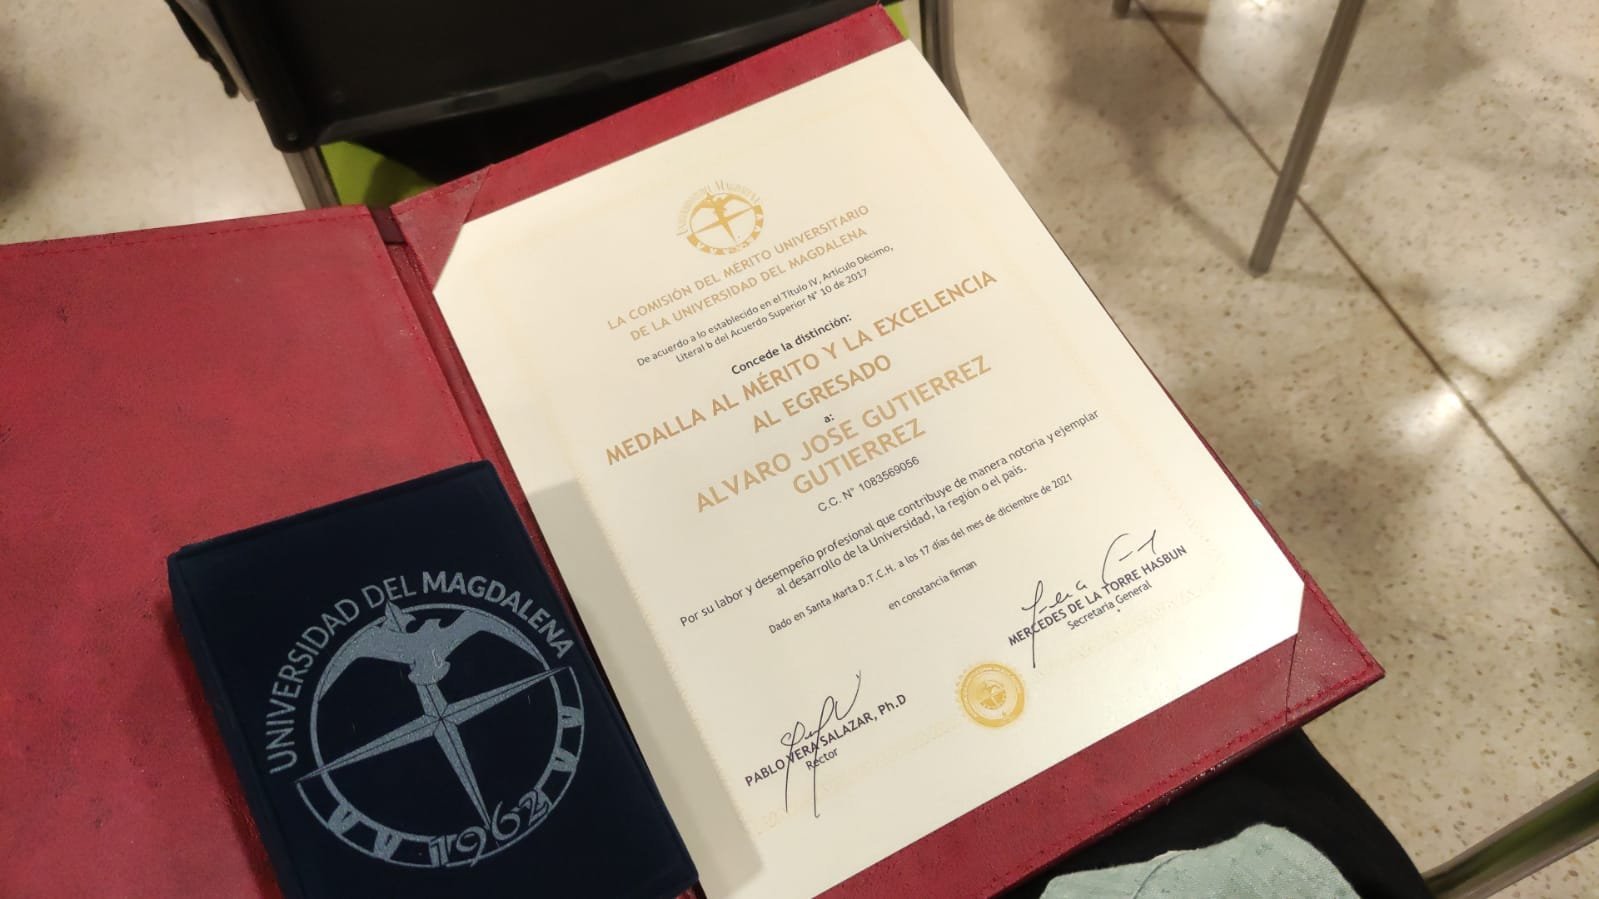 UNIVERSIDAD DEL MAGDALENA
LA COMISIÓN DEL MÉRITO UNIVERSITARIO
DE LA UNIVERSIDAD DEL MAGDALENA
De acuerdo a lo establecido en el Título IV, Artículo Décimo,
Literal b del Acuerdo Superior N° 10 de 2017
Concede la distinción:
MEDALLA AL MÉRITO Y LA EXCELENCIA
AL EGRESADO
a:
ALVARO JOSE GUTIERREZ
GUTIERREZ
C.C. N° 1083569056
Por su labor y desempeño profesional que contribuye de manera notoria y ejemplar
al desarrollo de la Universidad, la región o el país.
Dado en Santa Marta D.T.C.H. a los 17 días del mes de diciembre de 2021
en constancia firman
MERCEDES DE LA TORRE HASBUN
Secretaria General
PABLO VERA SALAZAR, Ph.D
Rector
UNIVERSIDAD DEL MAGDALENA
1962